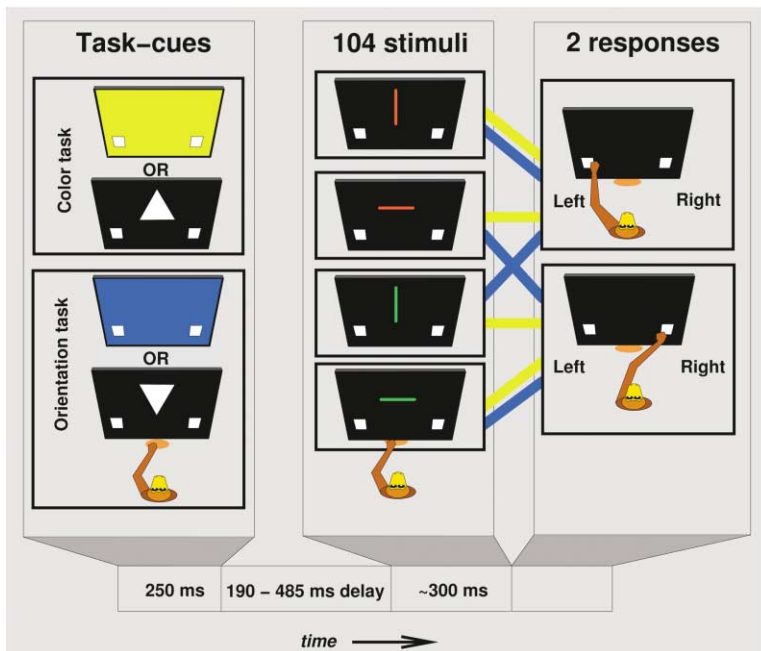 Task-cues
104 stimuli
2 responses
Color task
OR
Orientation task
OR
Left
Right
Left
Right
250 ms
190 – 485 ms delay
~300 ms
time